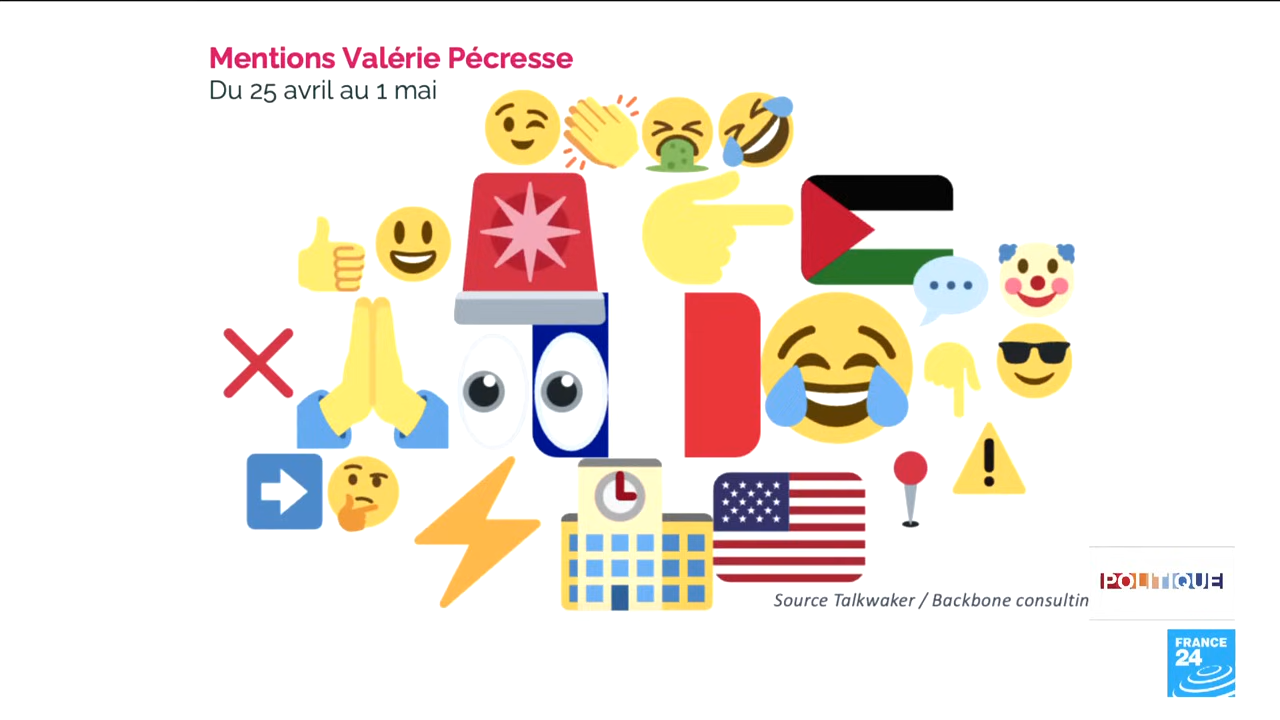 Mentions Valérie Pécresse
Du 25 avril au 1 mai
Source Talkwaker / Backbone consultin
POLITIQUE
FRANCE
24